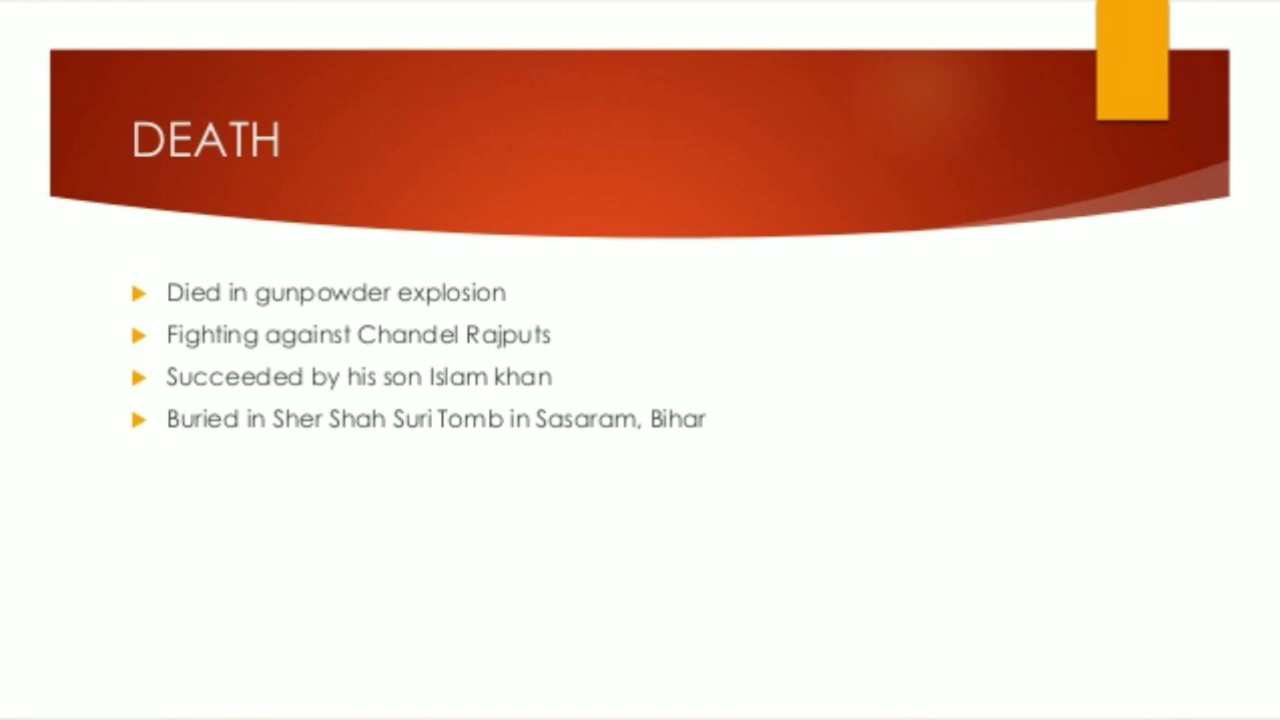 DEATH
Died in gunpowder explosion
Fighting against Chandel Rajputs
Succeeded by his son Islam khan
Buried in Sher Shah Suri Tomb in Sasaram, Bihar